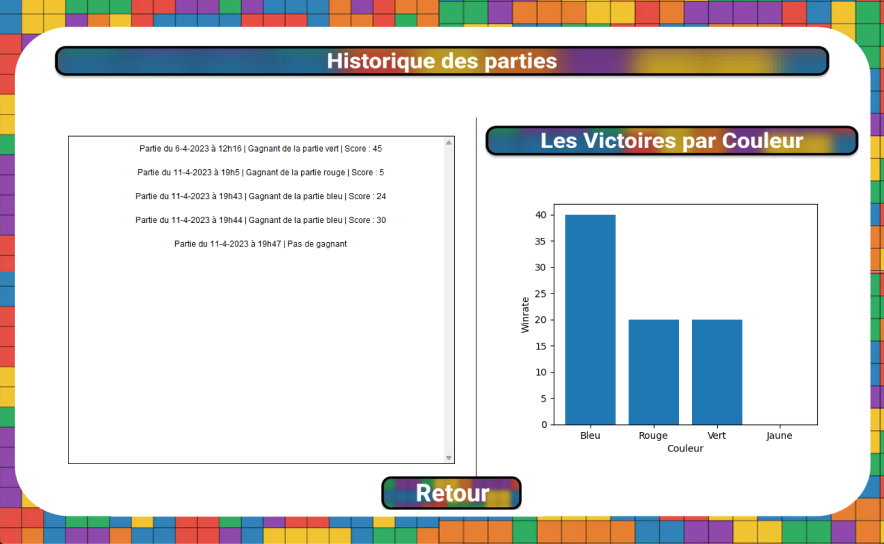 Historique des parties
Partie du 6-4-2023 à 12h16 | Gagnant de la partie vert | Score : 45
Partie du 11-4-2023 à 19h5 | Gagnant de la partie rouge | Score : 5
Partie du 11-4-2023 à 19h43 | Gagnant de la partie bleu | Score : 24
Partie du 11-4-2023 à 19h44 | Gagnant de la partie bleu | Score : 30
Partie du 11-4-2023 à 19h47 | Pas de gagnant
Les Victoires par Couleur
40
35
30
25
20
15
10
5
0
Winrate
Bleu Rouge Vert Jaune
Couleur
Retour